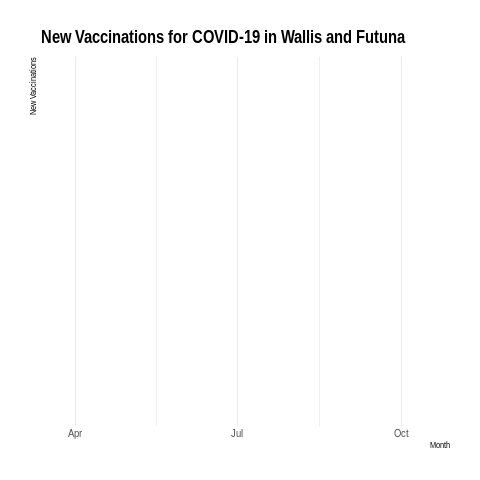 New Vaccinations for COVID-19 in Wallis and Futuna
New Vaccinations
Apr
Jul
Oct
Month